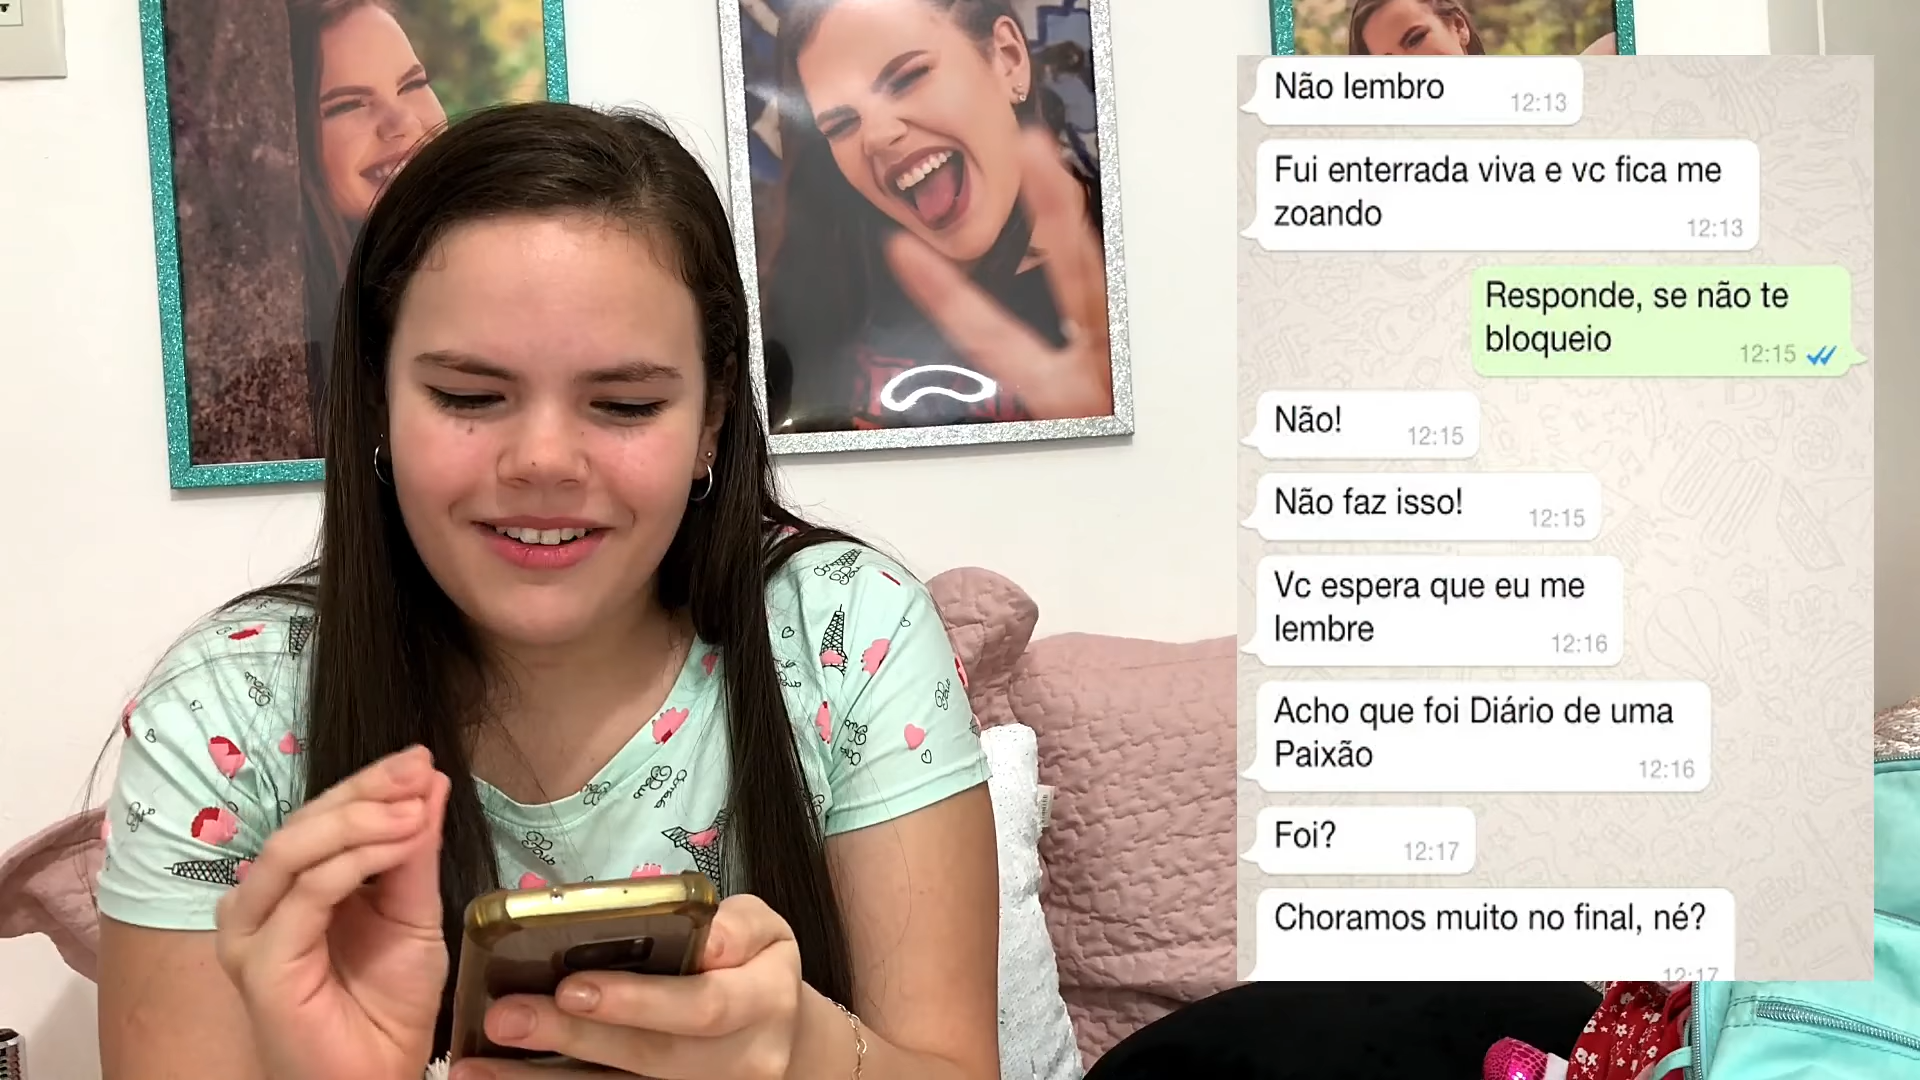 Não lembro
12:13
Fui enterrada viva e vc fica me
zoando
12:13
Responde, se não te
bloqueio
12:15
Não!
12:15
Não faz isso!
12:15
Vc espera que eu me
lembre
12:16
Acho que foi Diário de uma
Paixão
12:16
Foi?
12:17
Choramos muito no final, né?
12:17